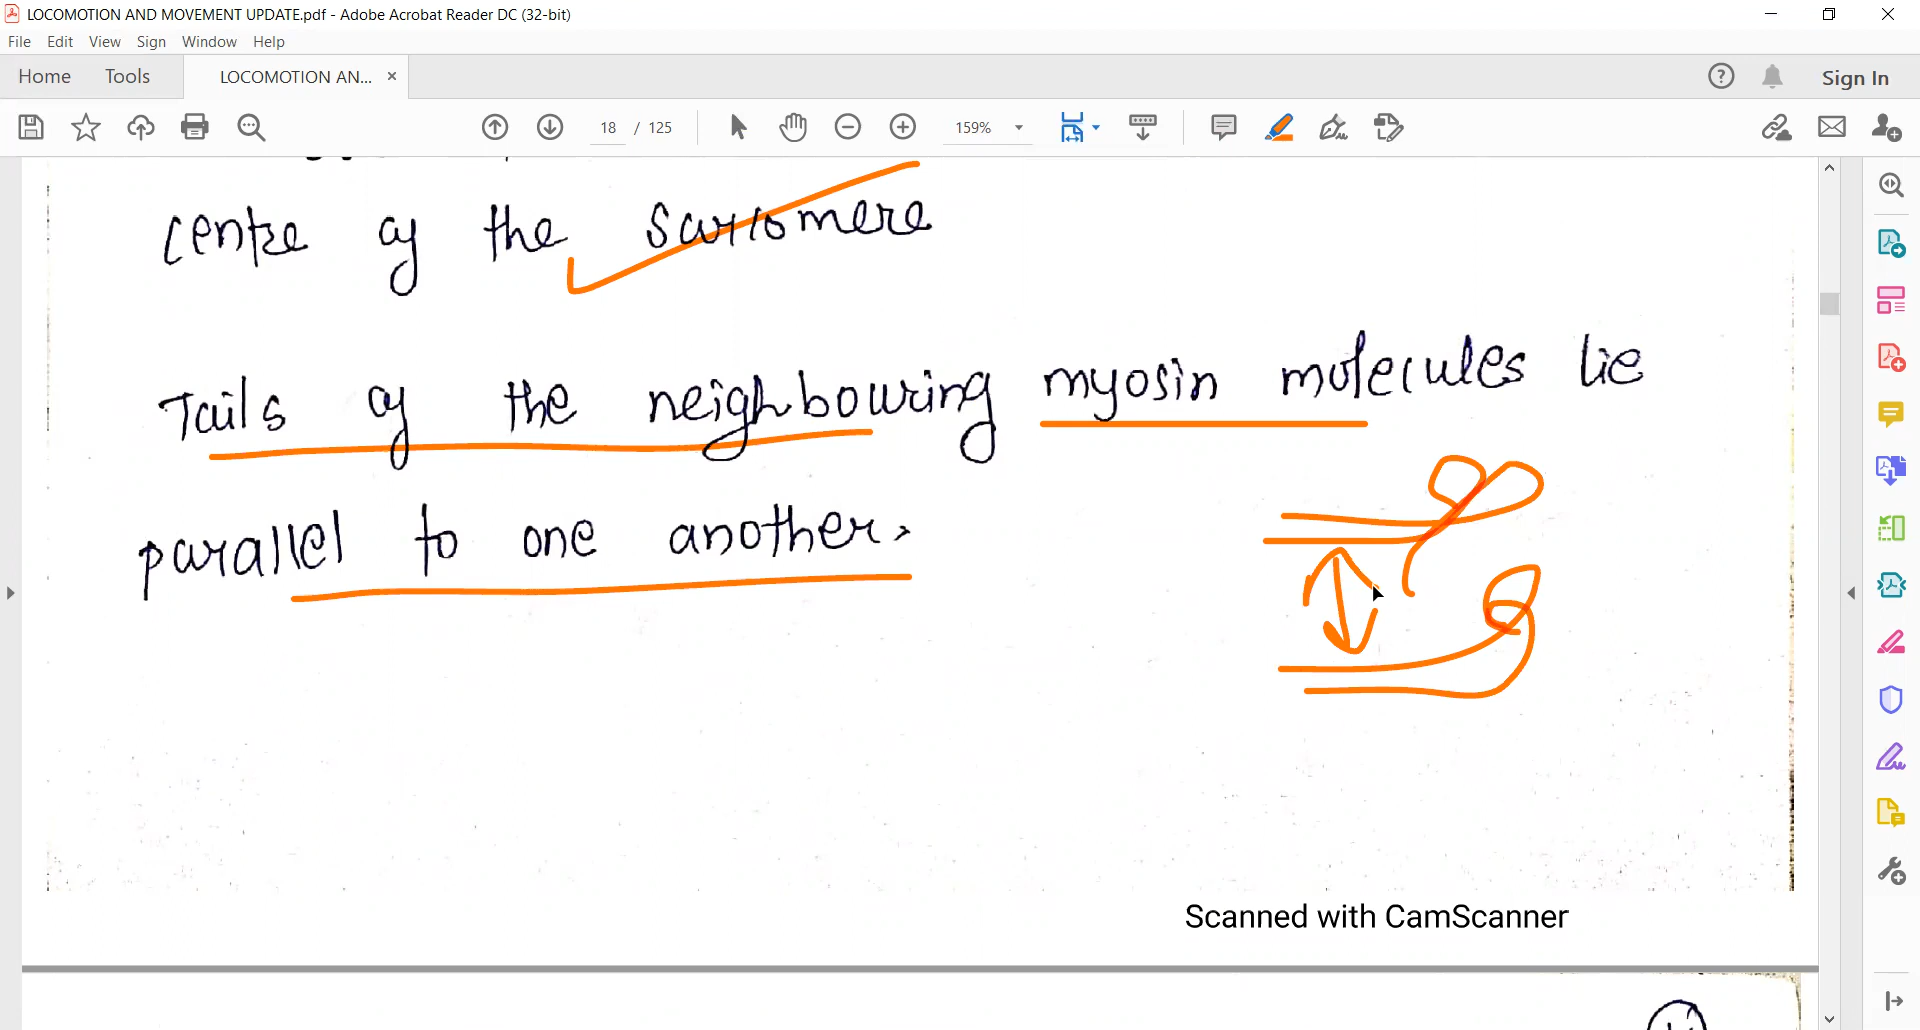 LOCOMOTION AND MOVEMENT UPDATE.pdf - Adobe Acrobat Reader DC (32-bit)
File Edit View Sign Window Help
Home Tools LOCOMOTION AN... × Sign In
18 / 125 159%
centre of the sarcomere
Tails of the neighbouring myosin molecules lie
parallel to one another.
Scanned with CamScanner